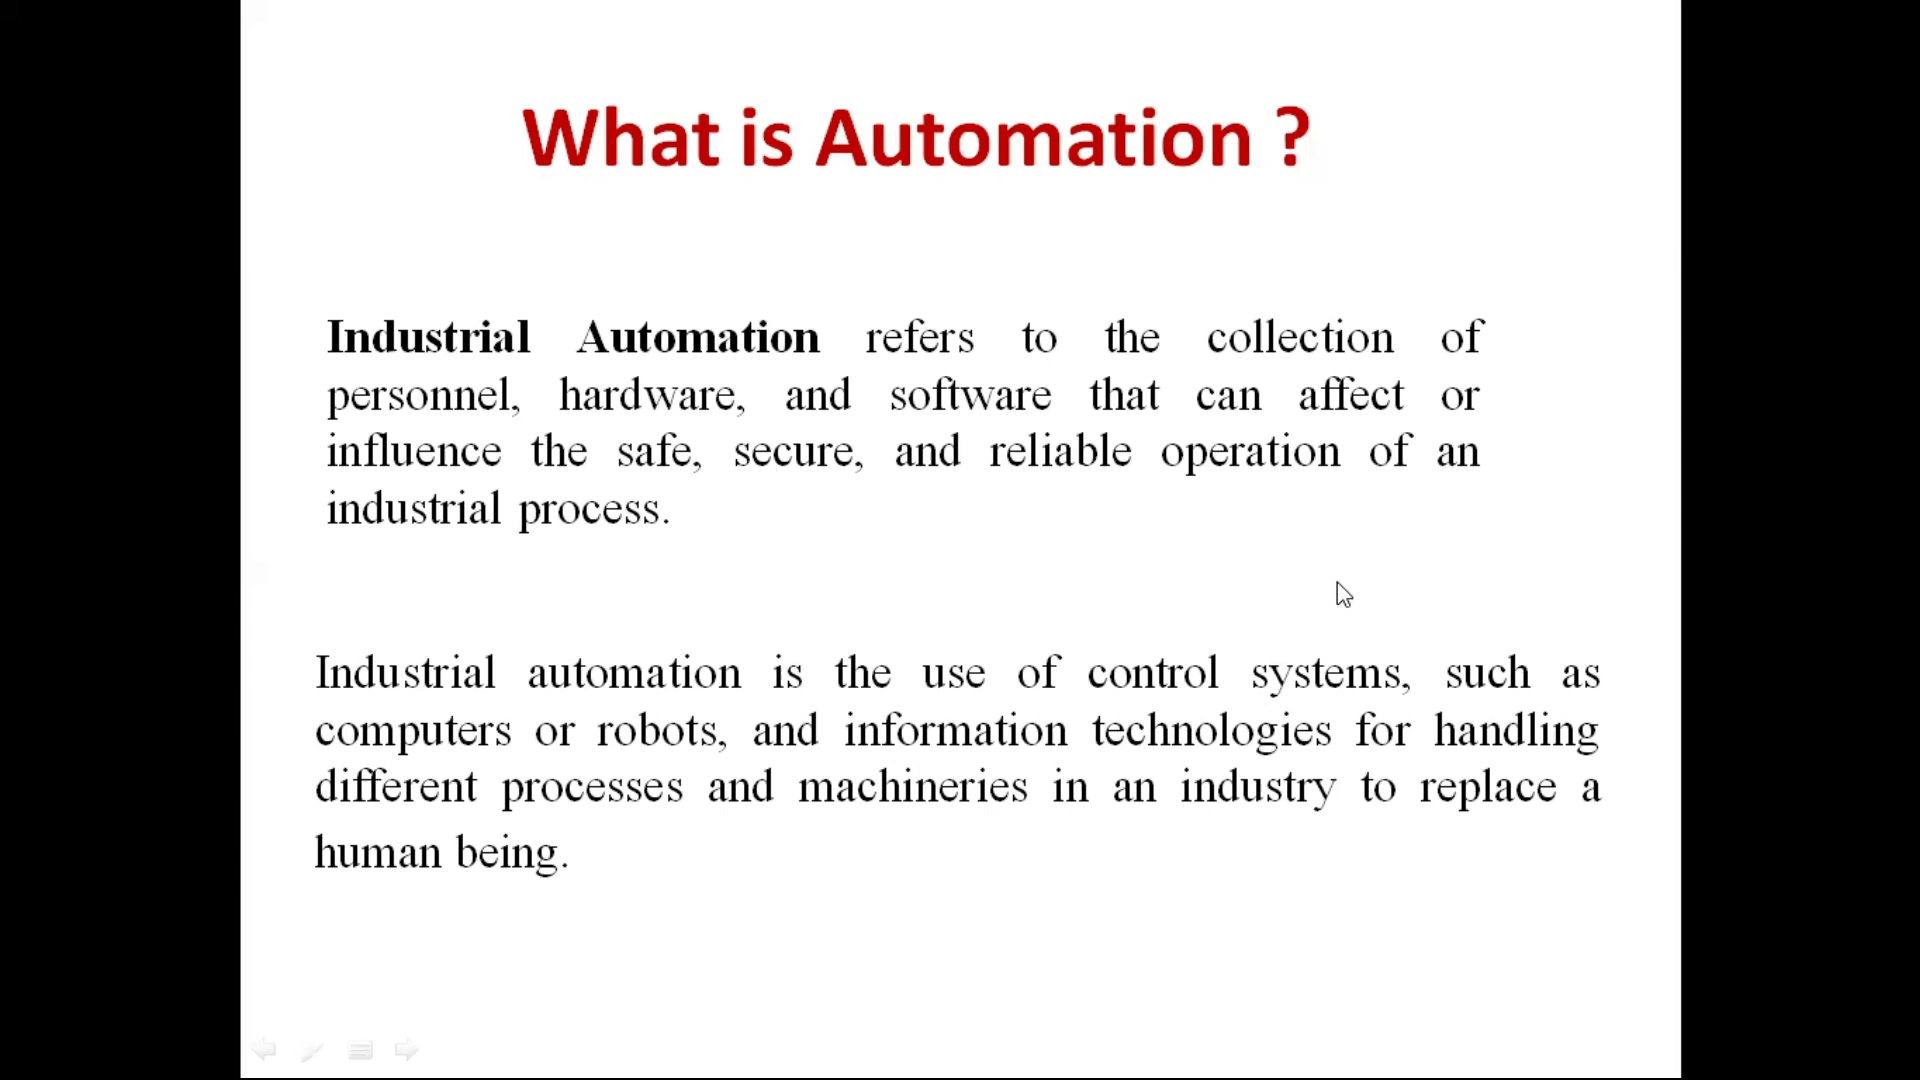 What is Automation ?
Industrial Automation refers to the collection of
personnel, hardware, and software that can affect or
influence the safe, secure, and reliable operation of an
industrial process.
Industrial automation is the use of control systems, such as
computers or robots, and information technologies for handling
different processes and machineries in an industry to replace a
human being.